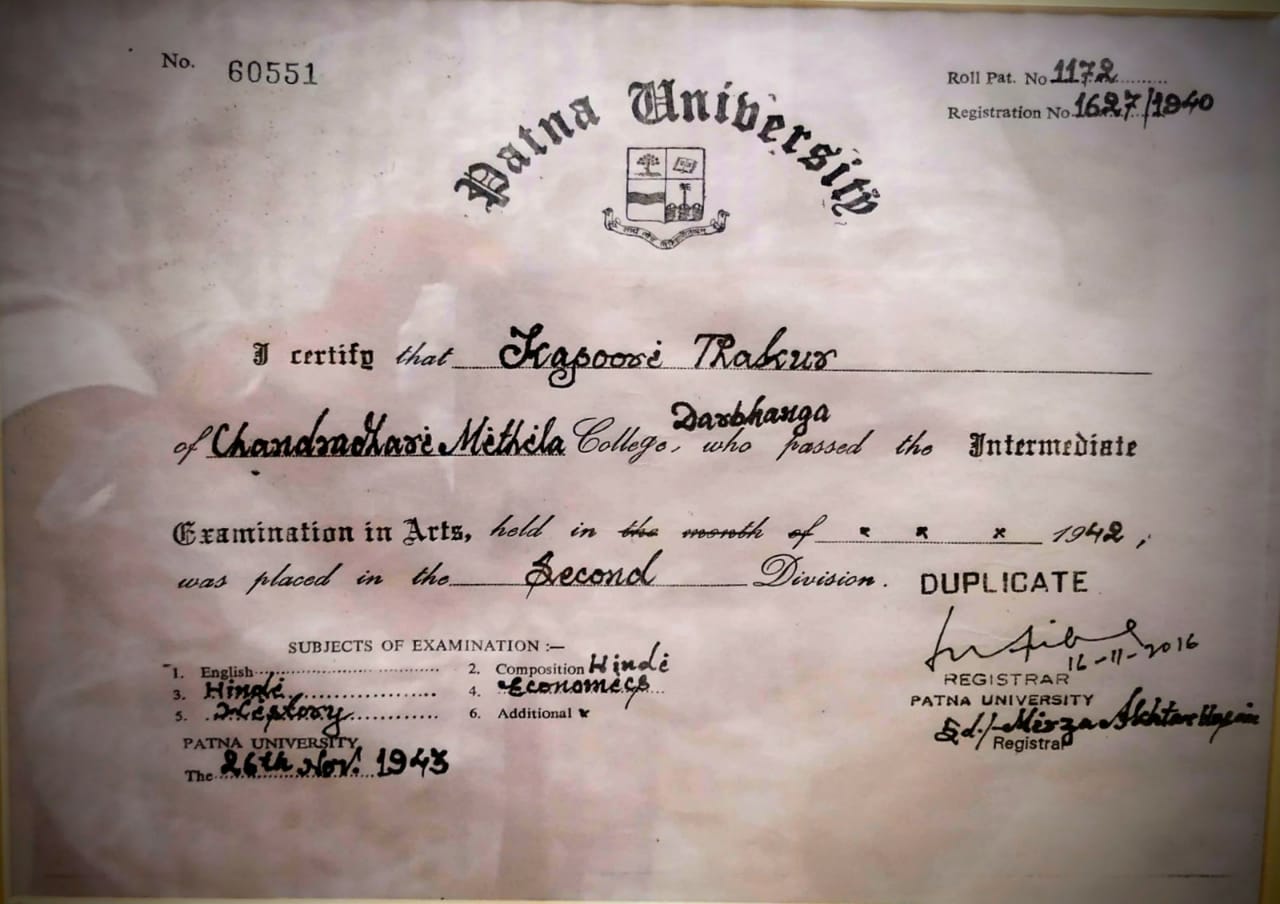 No. 60551
Roll Pat. No 1172
Registration No. 1627/1940
Patna University
I certify that Kapoori Thakur
of Chandradhari Mithila College, Darbhanga who passed the Intermediate
Examination in Arts, held in the month of x x x 1942,
was placed in the Second Division.
DUPLICATE
16-11-2016
REGISTRAR
PATNA UNIVERSITY
Sd./- Mirza Akhtar Hasan
Registrar
SUBJECTS OF EXAMINATION :—
1. English 2. Composition Hindi
3. Hindi 4. Economics
5. History 6. Additional x
PATNA UNIVERSITY
The 26th Nov. 1943